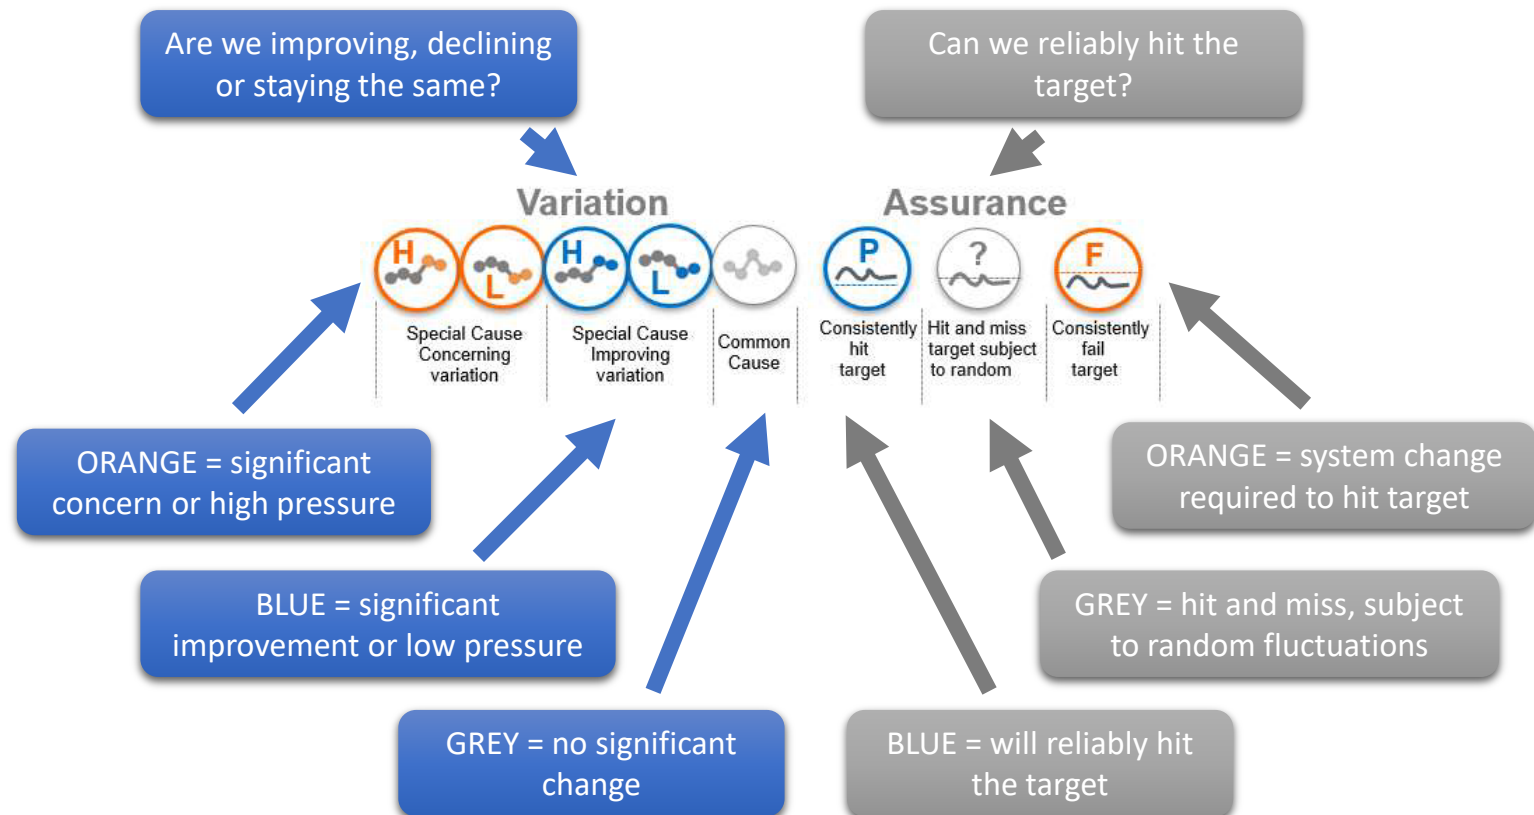 Are we improving, declining
or staying the same?
Can we reliably hit the
target?
Variation
Assurance
H
L
H
L
P
?
F
Special Cause
Concerning
variation
Special Cause
Improving
variation
Common
Cause
Consistently
hit
target
Hit and miss
target subject
to random
Consistently
fail
target
ORANGE = significant
concern or high pressure
ORANGE = system change
required to hit target
BLUE = significant
improvement or low pressure
GREY = hit and miss, subject
to random fluctuations
GREY = no significant
change
BLUE = will reliably hit
the target